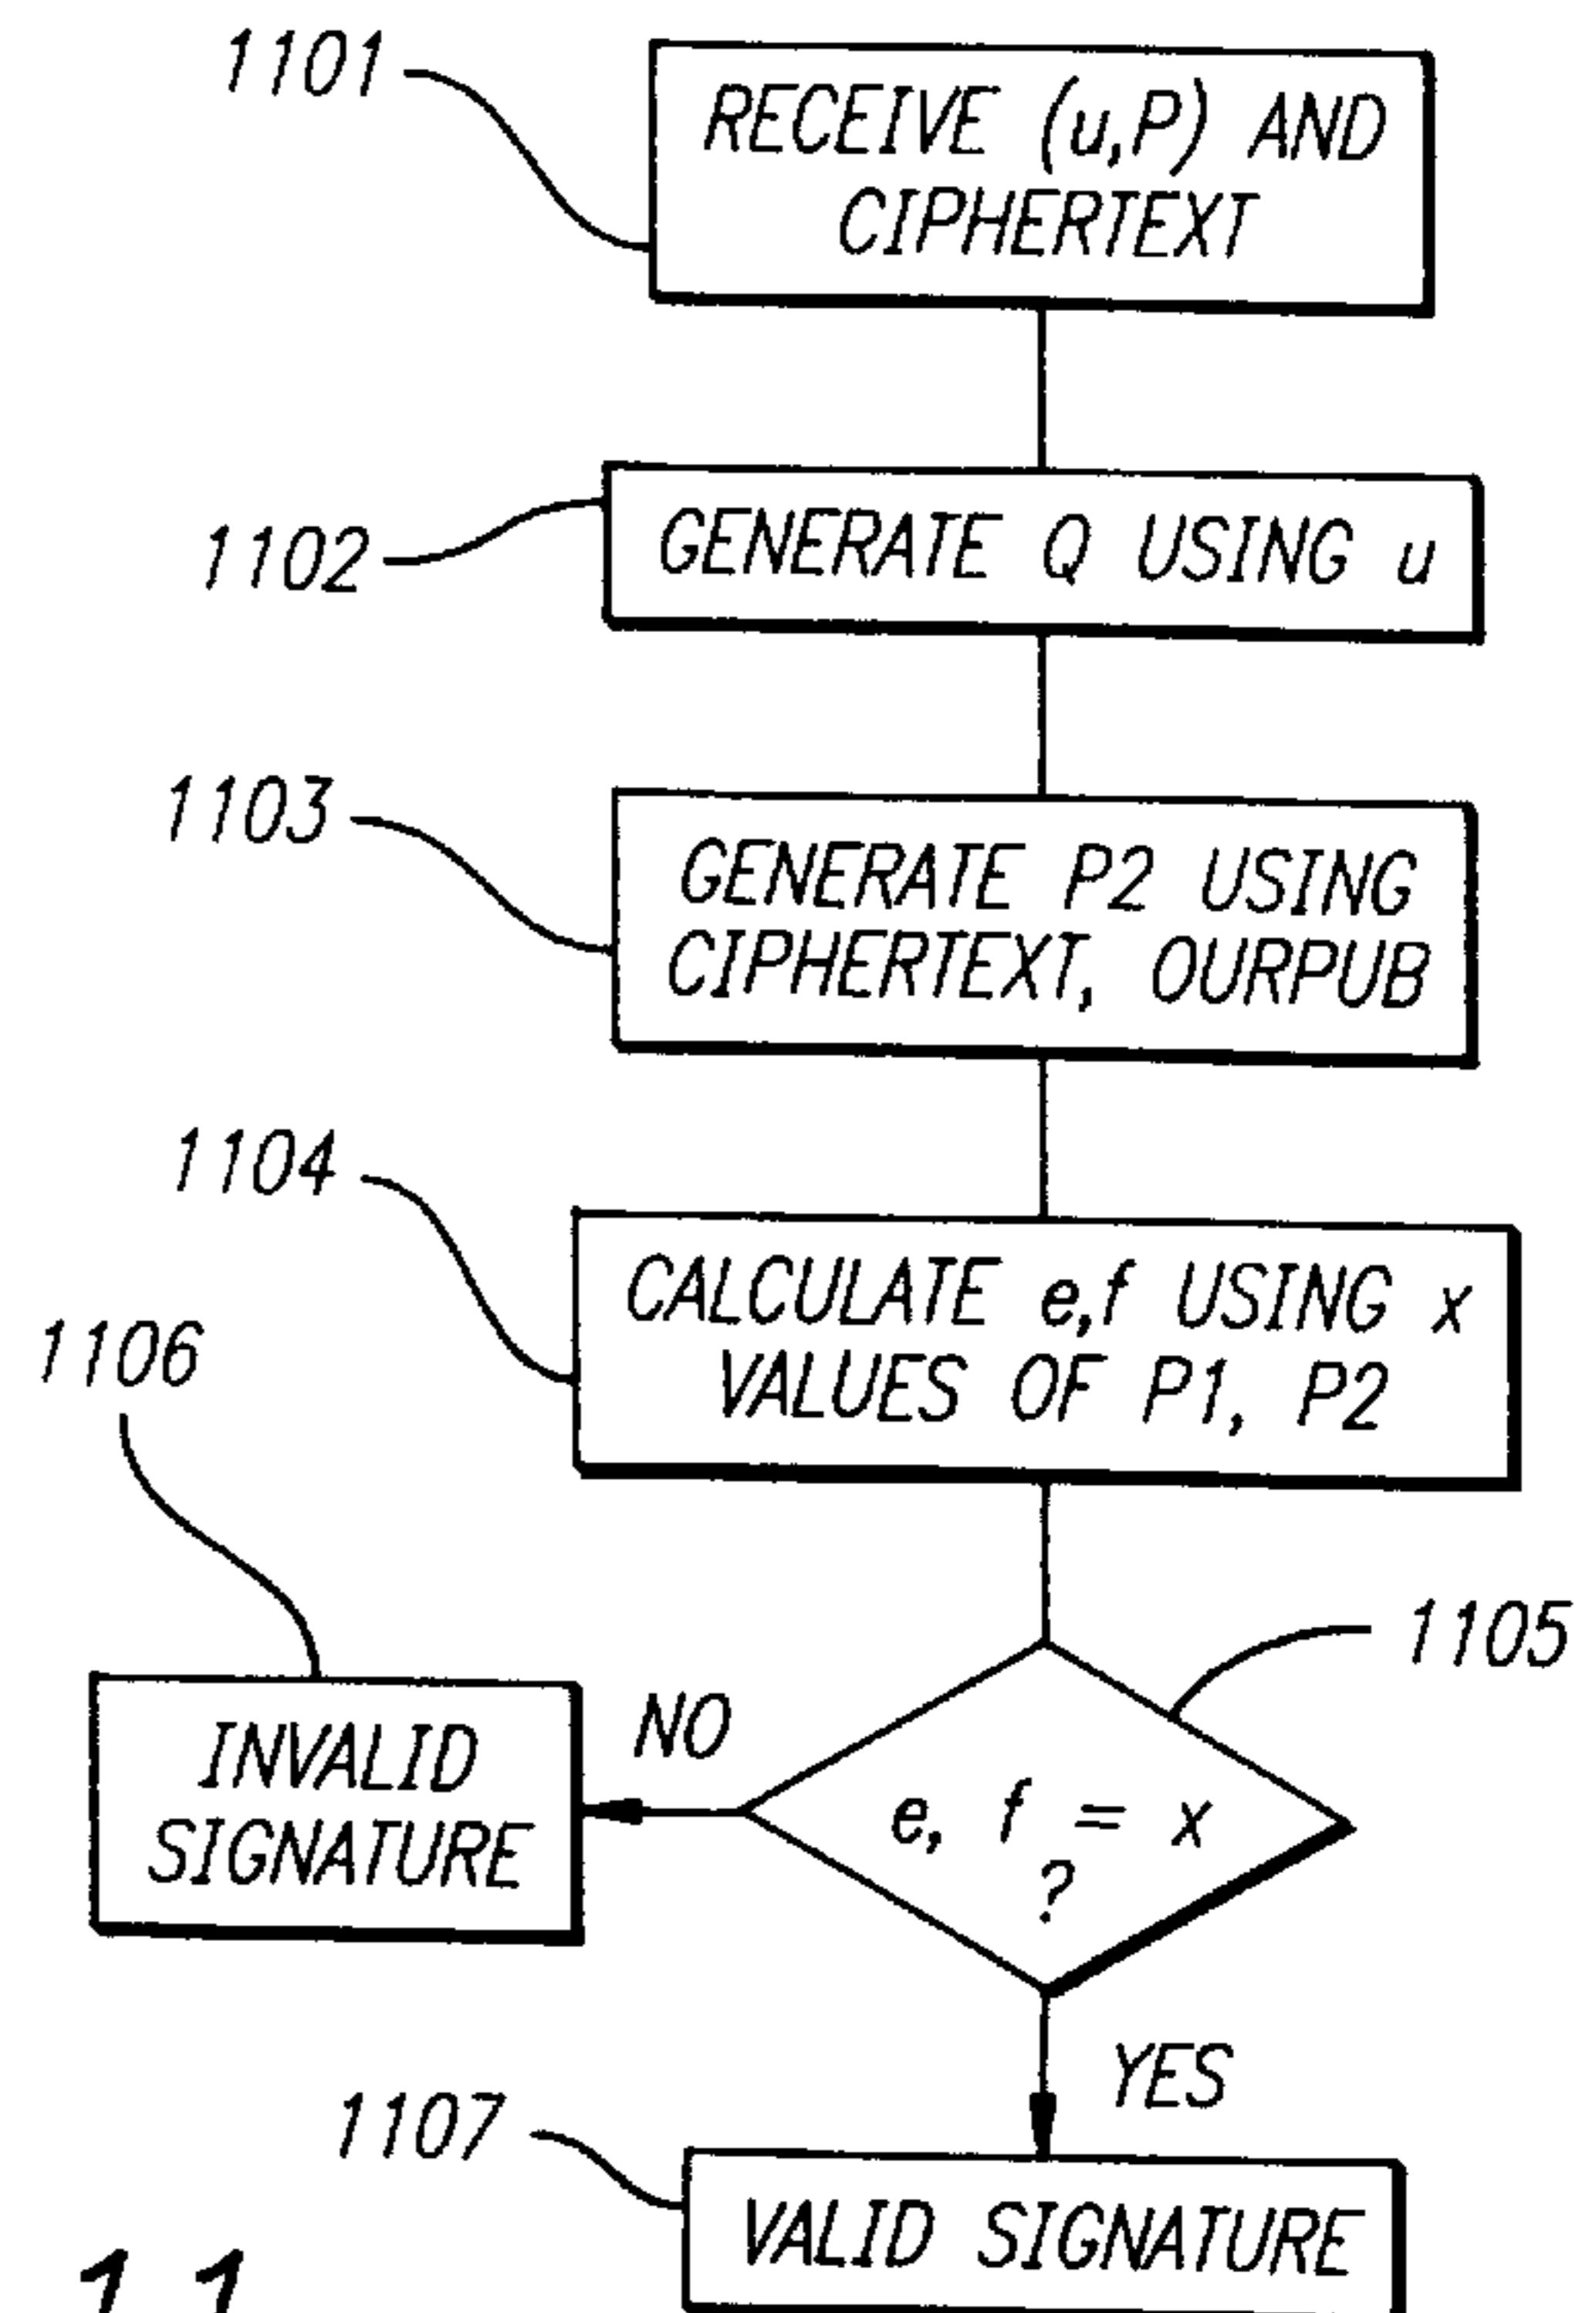 1101
RECEIVE (u,P) AND
CIPHERTEXT
1102
GENERATE Q USING u
1103
GENERATE P2 USING
CIPHERTEXT, OURPUB
1104
CALCULATE e,f USING x
VALUES OF P1, P2
1106
1105
INVALID
SIGNATURE
NO
e, f = x
?
YES
1107
VALID SIGNATURE
11